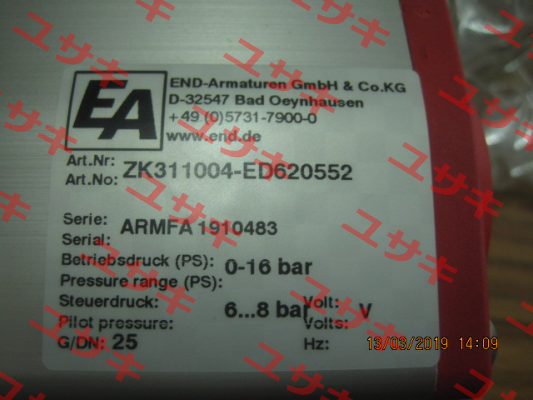 EA
END-Armaturen GmbH & Co.KG
D-32547 Bad Oeynhausen
+49 (0)5731-7900-0
www.end.de
Art.Nr:
Art.No: ZK311004-ED620552
Serie:
Serial: ARMFA 1910483
Betriebsdruck (PS): 0-16 bar
Pressure range (PS):
Steuerdruck: 6...8 bar Volt: V
Pilot pressure: Volts:
G/DN: 25 Hz:
13/03/2019 14:09
ユサキ
ユサキ
ユサキ
ユサキ
ユサキ
ユサキ
ユサキ